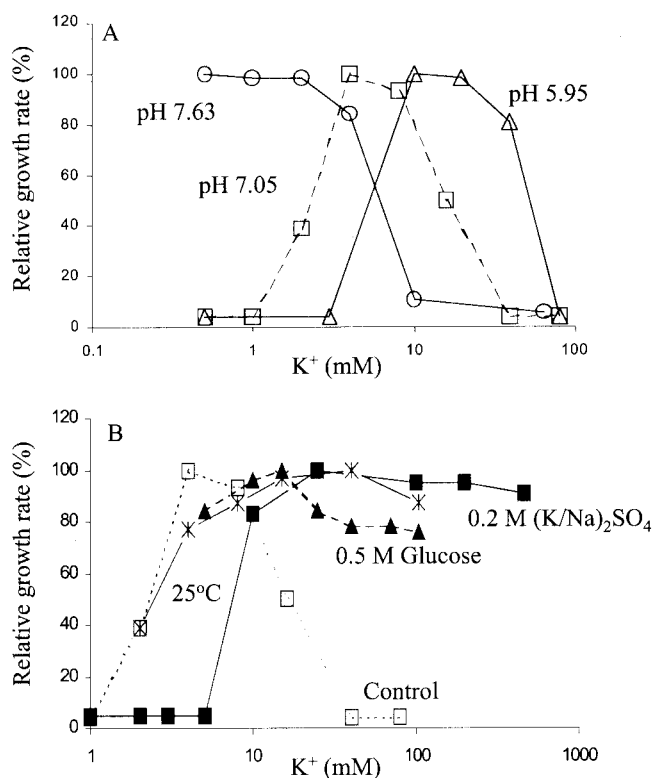 A
Relative growth rate (%)
120
100
80
60
40
20
0
pH 7.63
pH 7.05
pH 5.95
0.1
1
10
100
K⁺ (mM)
B
Relative growth rate (%)
120
100
80
60
40
20
0
0.2 M (K/Na)₂SO₄
0.5 M Glucose
25°C
Control
1
10
100
1000
K⁺ (mM)